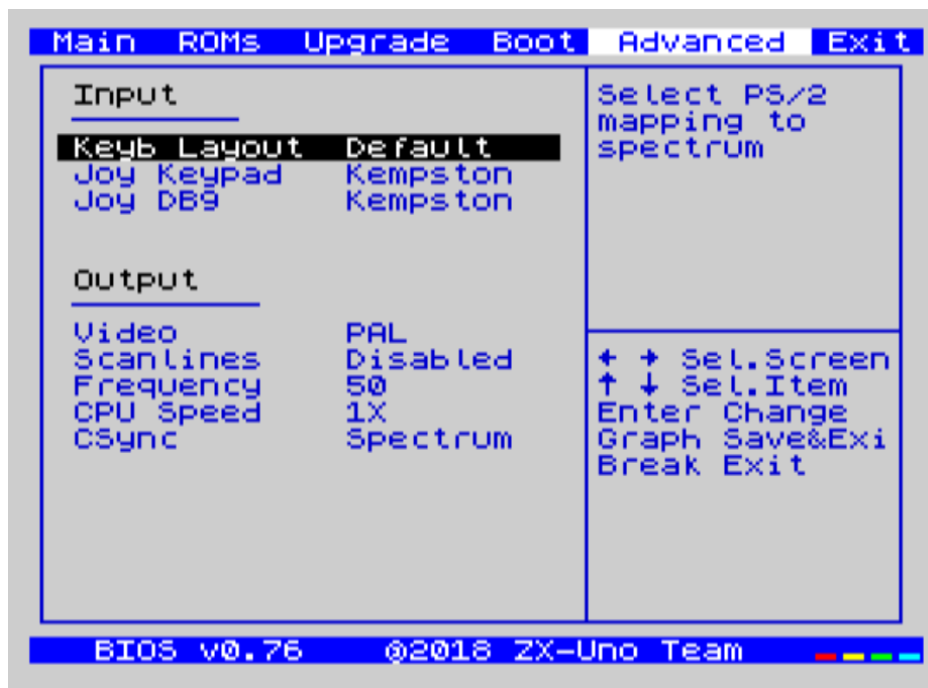 Main ROMs Upgrade Boot Advanced Exit
Input
Keyb Layout Default
Joy Keypad Kempston
Joy DB9 Kempston
Output
Video PAL
Scanlines Disabled
Frequency 50
CPU Speed 1X
CSync Spectrum
Select PS/2
mapping to
spectrum
← → Sel.Screen
↑ ↓ Sel.Item
Enter Change
Graph Save&Exi
Break Exit
BIOS v0.76 ©2018 ZX-Uno Team